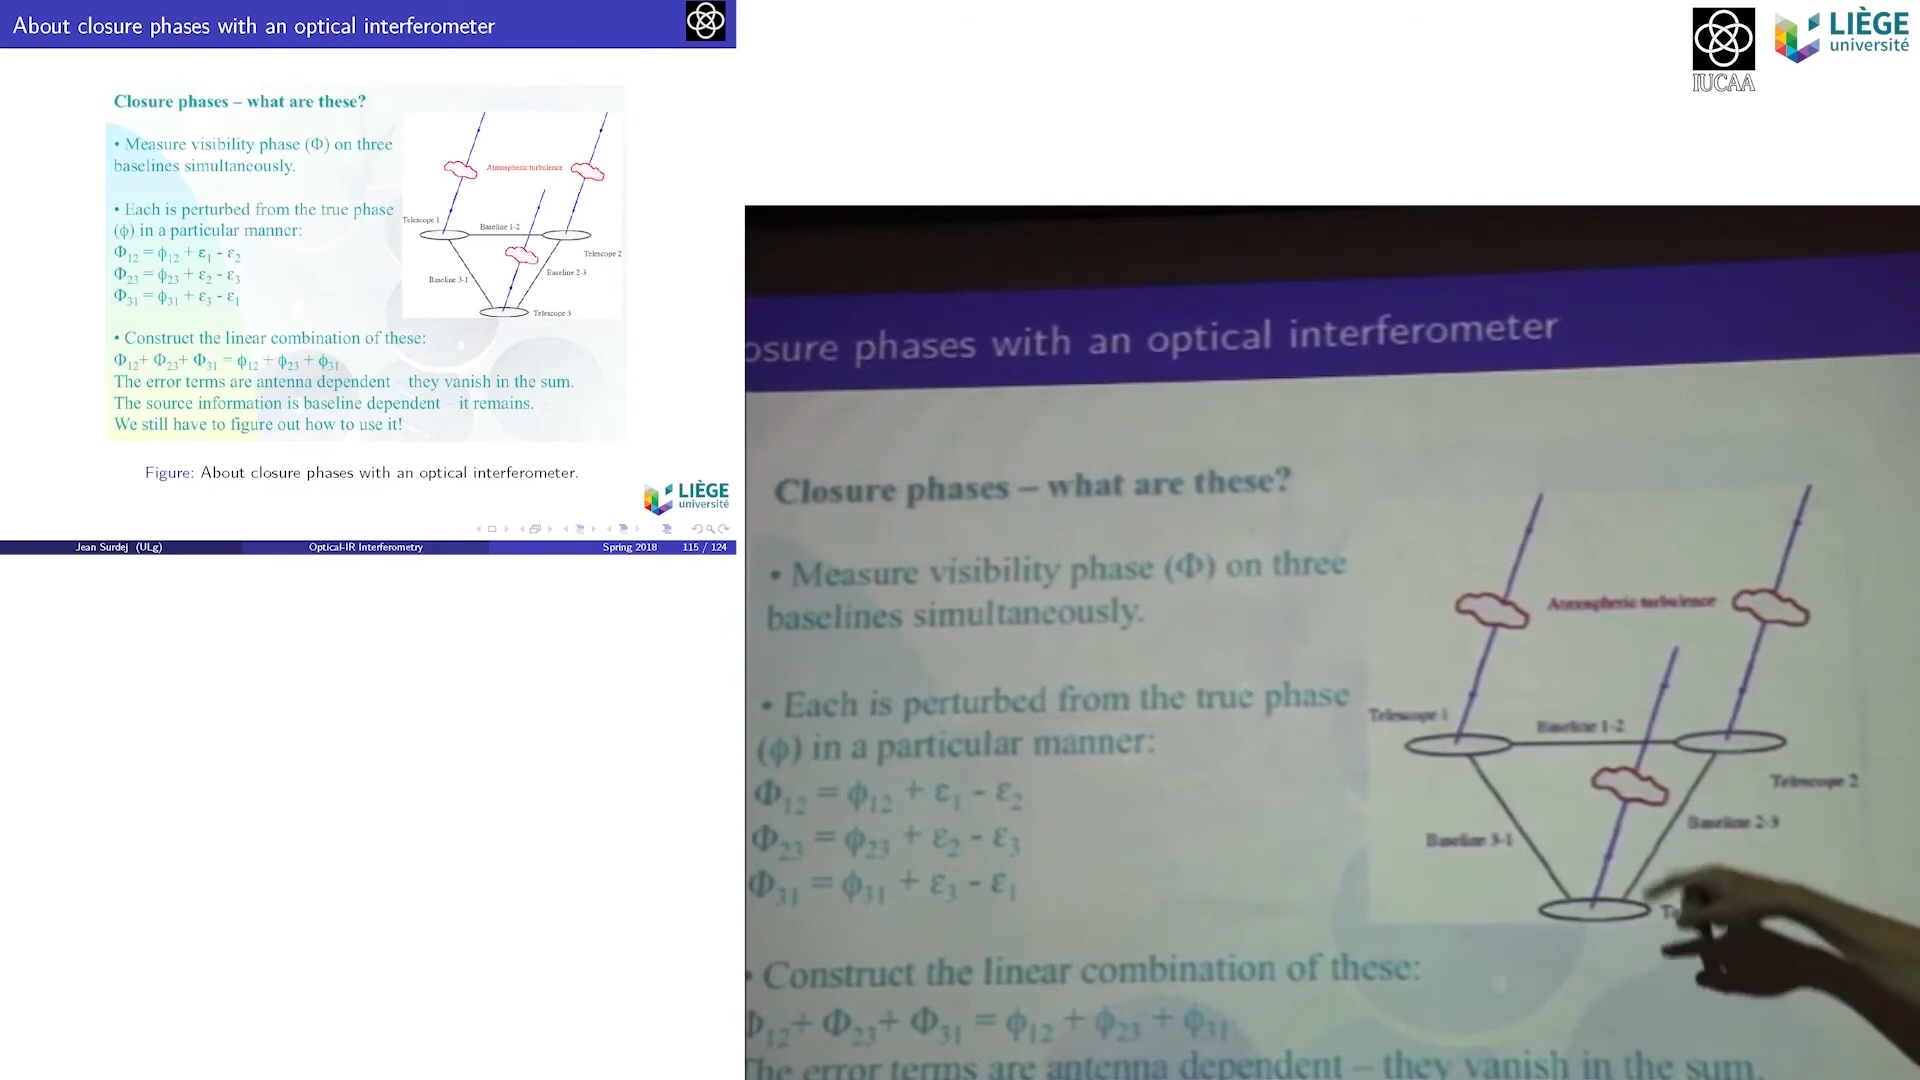 About closure phases with an optical interferometer
Closure phases – what are these?
• Measure visibility phase (Φ) on three
baselines simultaneously.
• Each is perturbed from the true phase
(ϕ) in a particular manner:
Φ12 = ϕ12 + ε1 - ε2
Φ23 = ϕ23 + ε2 - ε3
Φ31 = ϕ31 + ε3 - ε1
• Construct the linear combination of these:
Φ12+ Φ23+ Φ31 = ϕ12 + ϕ23 + ϕ31
The error terms are antenna dependent – they vanish in the sum.
The source information is baseline dependent – it remains.
We still have to figure out how to use it!
Atmospheric turbulence
Telescope 1
Baseline 1-2
Telescope 2
Baseline 3-1
Baseline 2-3
Telescope 3
Figure: About closure phases with an optical interferometer.
LIÈGE
université
Jean Surdej (ULg)
Optical-IR Interferometry
Spring 2018
115 / 124
IUCAA
LIÈGE
université
osure phases with an optical interferometer
Closure phases – what are these?
• Measure visibility phase (Φ) on three
baselines simultaneously.
• Each is perturbed from the true phase
(ϕ) in a particular manner:
Φ12 = ϕ12 + ε1 - ε2
Φ23 = ϕ23 + ε2 - ε3
Φ31 = ϕ31 + ε3 - ε1
• Construct the linear combination of these:
Φ12+ Φ23+ Φ31 = ϕ12 + ϕ23 + ϕ31
The error terms are antenna dependent – they vanish in the sum.
Atmospheric turbulence
Telescope 1
Baseline 1-2
Telescope 2
Baseline 2-3
Baseline 3-1